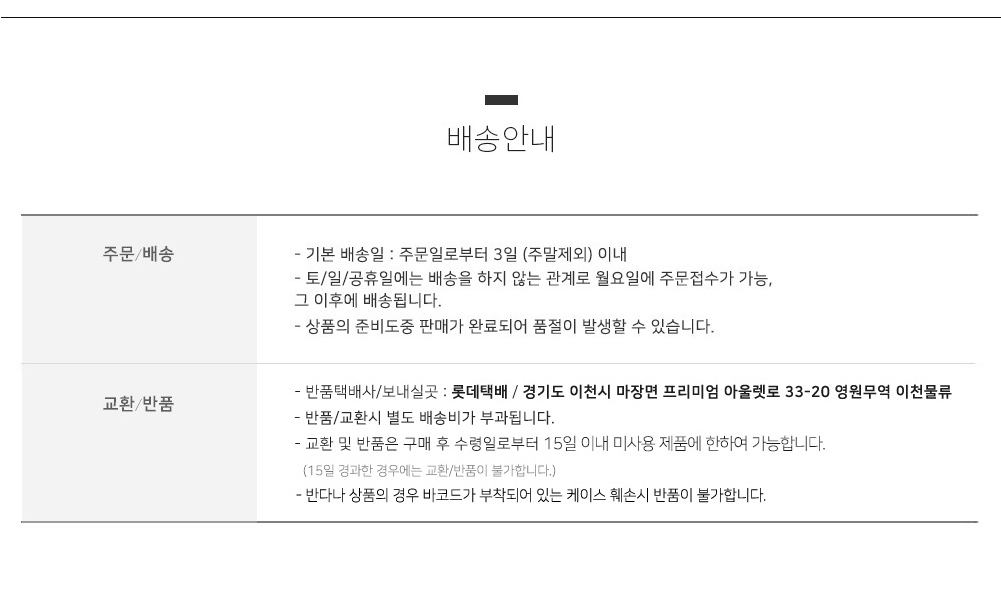 배송안내
주문/배송
- 기본 배송일 : 주문일로부터 3일 (주말제외) 이내
- 토/일/공휴일에는 배송을 하지 않는 관계로 월요일에 주문접수가 가능,
그 이후에 배송됩니다.
- 상품의 준비도중 판매가 완료되어 품절이 발생할 수 있습니다.
교환/반품
- 반품택배사/보내실곳 : 롯데택배 / 경기도 이천시 마장면 프리미엄 아울렛로 33-20 영원무역 이천물류
- 반품/교환시 별도 배송비가 부과됩니다.
- 교환 및 반품은 구매 후 수령일로부터 15일 이내 미사용 제품에 한하여 가능합니다.
(15일 경과한 경우에는 교환/반품이 불가합니다.)
- 반다나 상품의 경우 바코드가 부착되어 있는 케이스 훼손시 반품이 불가합니다.